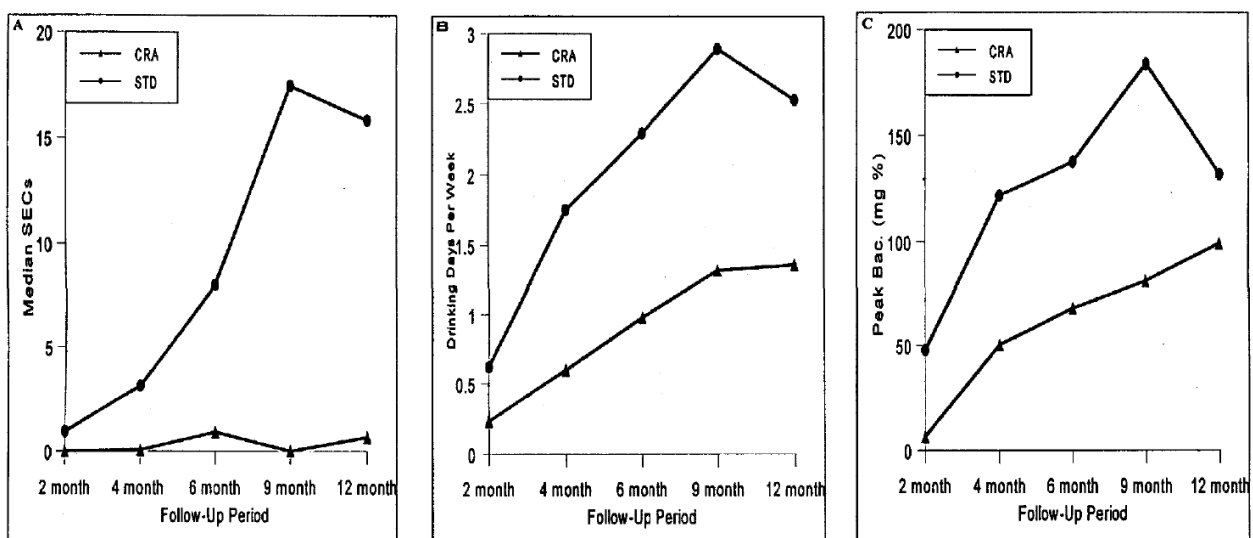 A
CRA
STD
20
15
10
5
0
Median SECs
2 month 4 month 6 month 9 month 12 month
Follow-Up Period
B
CRA
STD
3
2.5
2
1.5
1
0.5
0
Drinking Days Per Week
2 month 4 month 6 month 9 month 12 month
Follow-Up Period
C
CRA
STD
200
150
100
50
0
Peak Bac. (mg %)
2 month 4 month 6 month 9 month 12 month
Follow-Up Period